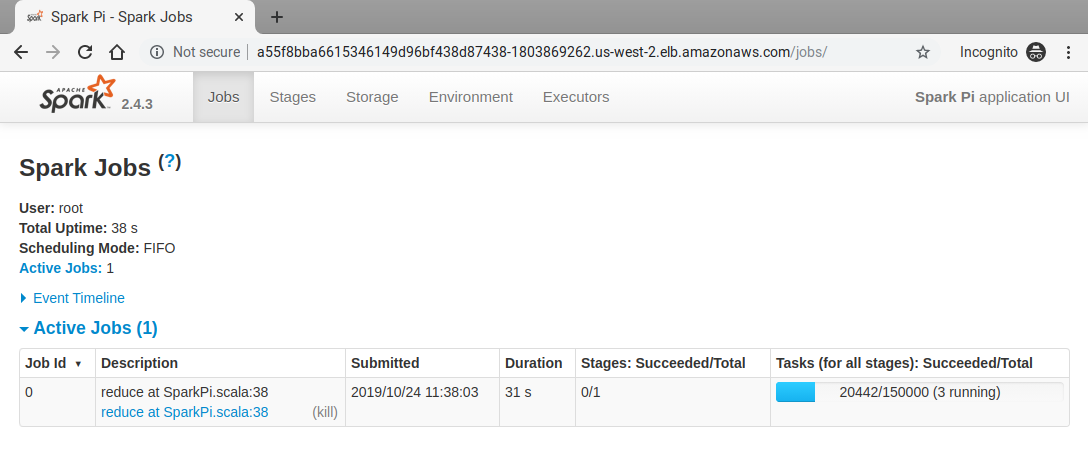 Spark Pi - Spark Jobs
Not secure a55f8bba6615346149d96bf438d87438-1803869262.us-west-2.elb.amazonaws.com/jobs/ Incognito
APACHE Spark 2.4.3 Jobs Stages Storage Environment Executors Spark Pi application UI
Spark Jobs (?)
User: root
Total Uptime: 38 s
Scheduling Mode: FIFO
Active Jobs: 1
Event Timeline
Active Jobs (1)
Job Id Description Submitted Duration Stages: Succeeded/Total Tasks (for all stages): Succeeded/Total
0 reduce at SparkPi.scala:38 2019/10/24 11:38:03 31 s 0/1 20442/150000 (3 running)
reduce at SparkPi.scala:38 (kill)